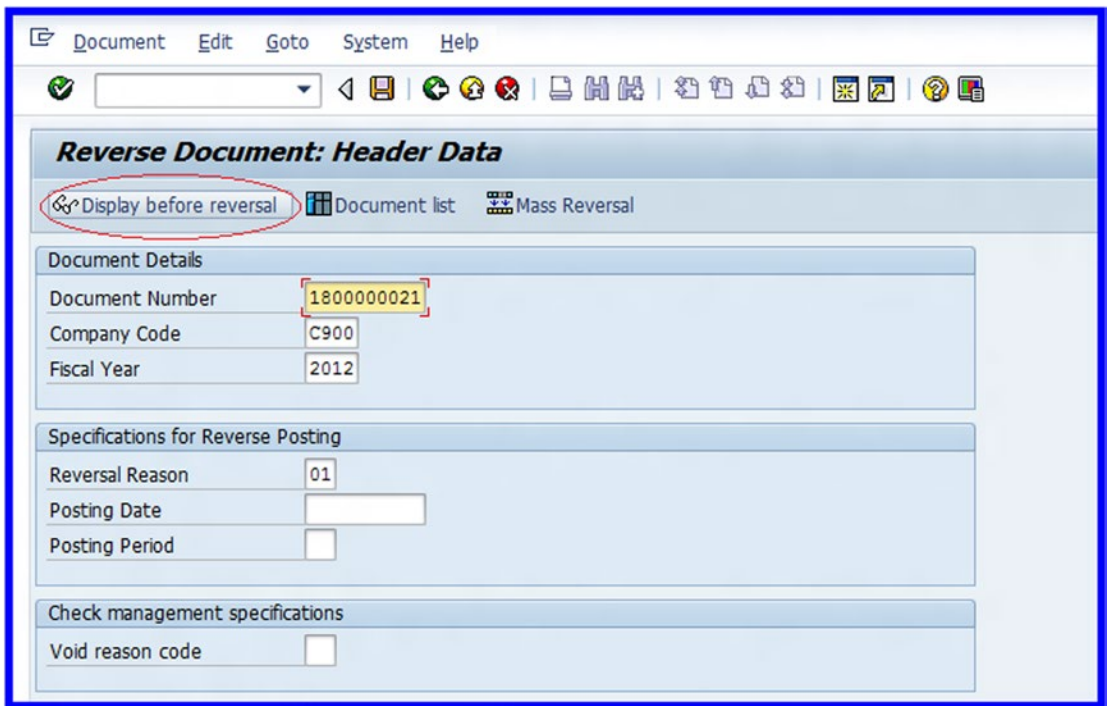 Document Edit Goto System Help
Reverse Document: Header Data
Display before reversal Document list Mass Reversal
Document Details
Document Number 1800000021
Company Code C900
Fiscal Year 2012
Specifications for Reverse Posting
Reversal Reason 01
Posting Date
Posting Period
Check management specifications
Void reason code